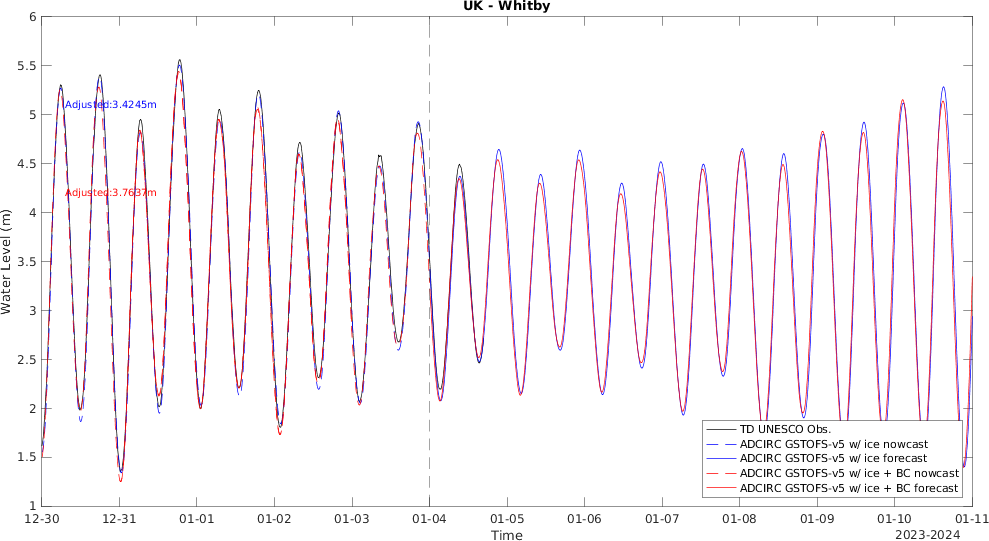 UK - Whitby
6
5.5
5
4.5
4
3.5
3
2.5
2
1.5
1
Water Level (m)
Adjusted:3.4245m
Adjusted:3.7637m
TD UNESCO Obs.
ADCIRC GSTOFS-v5 w/ ice nowcast
ADCIRC GSTOFS-v5 w/ ice forecast
ADCIRC GSTOFS-v5 w/ ice + BC nowcast
ADCIRC GSTOFS-v5 w/ ice + BC forecast
12-30 12-31 01-01 01-02 01-03 01-04 01-05 01-06 01-07 01-08 01-09 01-10 01-11
Time
2023-2024